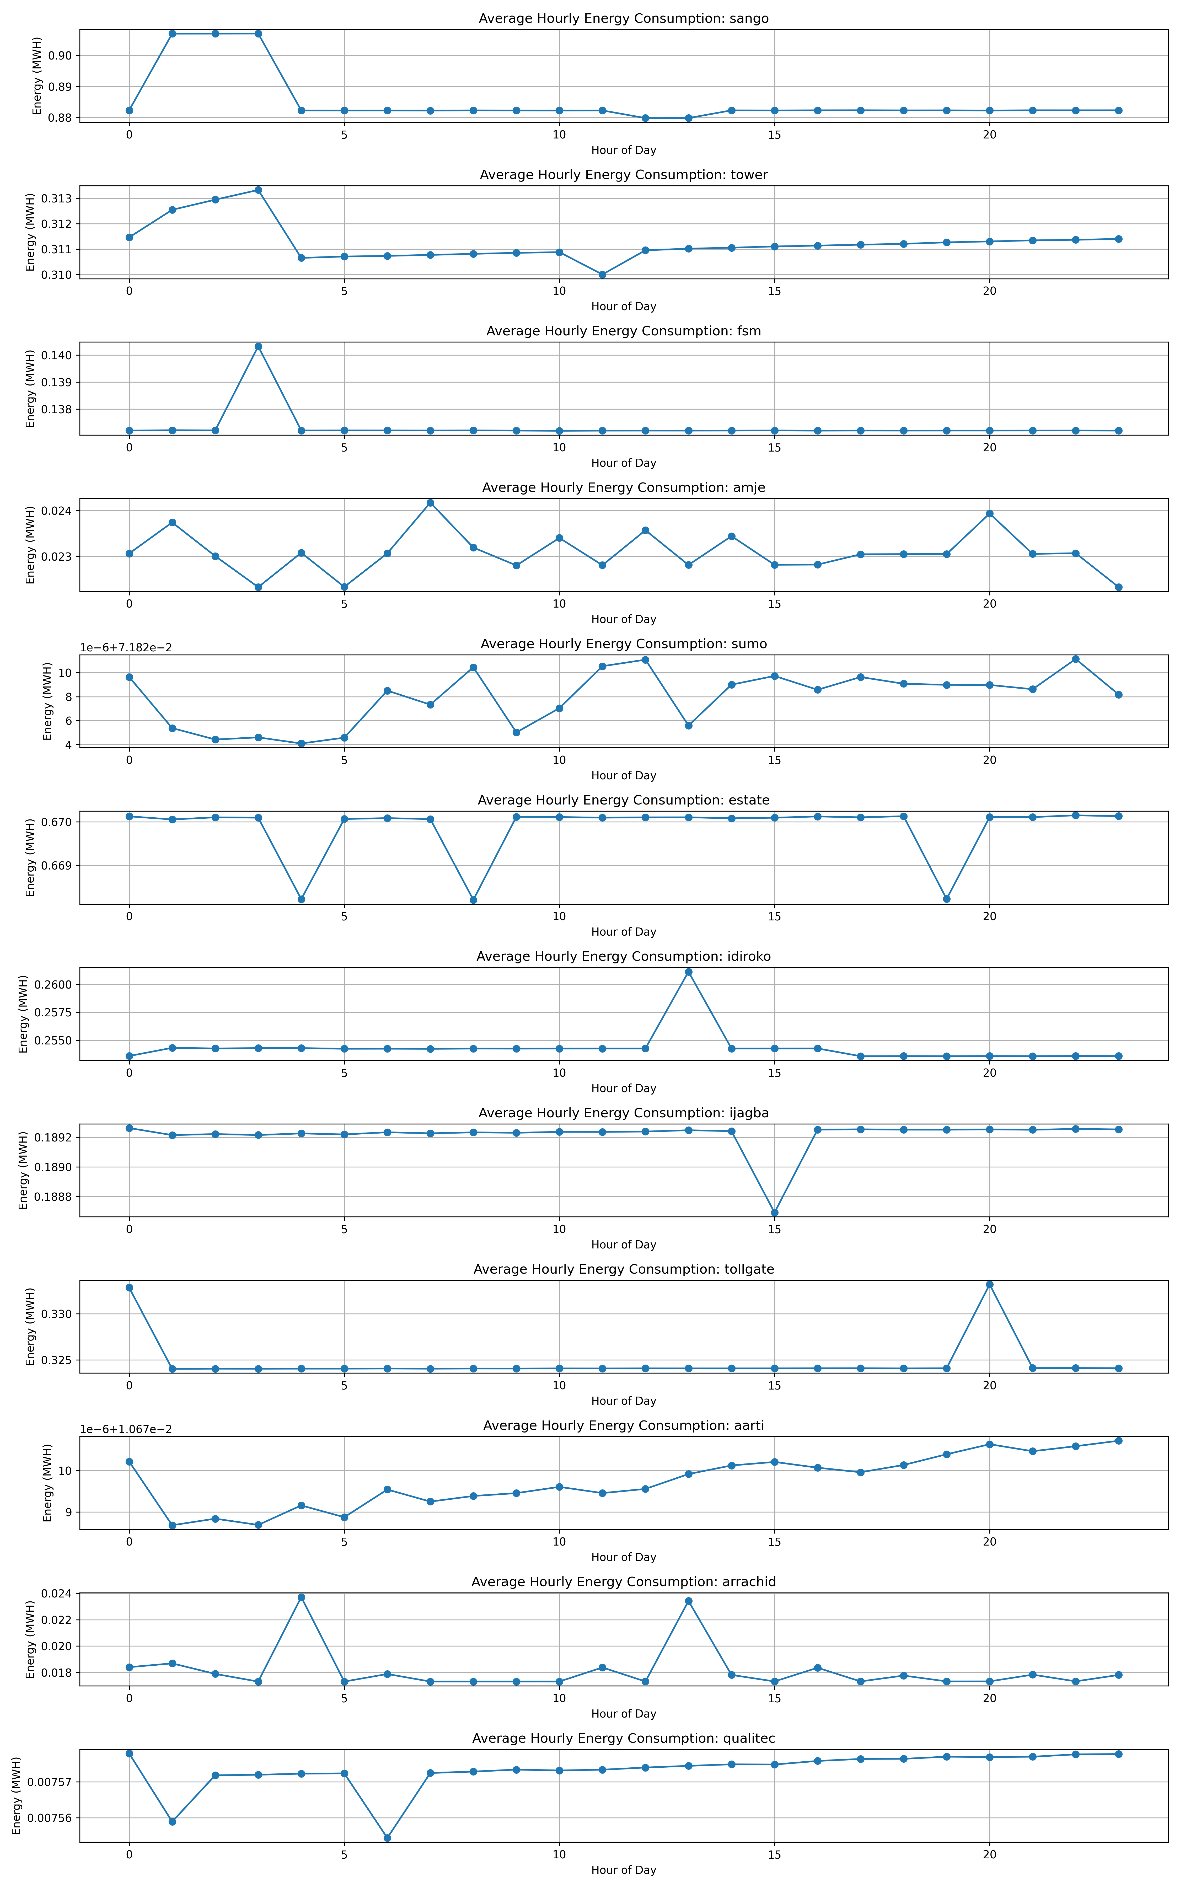 Average Hourly Energy Consumption: sango
Energy (MWH)
0.90
0.89
0.88
0 5 10 15 20
Hour of Day
Average Hourly Energy Consumption: tower
Energy (MWH)
0.313
0.312
0.311
0.310
0 5 10 15 20
Hour of Day
Average Hourly Energy Consumption: fsm
Energy (MWH)
0.140
0.139
0.138
0 5 10 15 20
Hour of Day
Average Hourly Energy Consumption: amje
Energy (MWH)
0.024
0.023
0 5 10 15 20
Hour of Day
Average Hourly Energy Consumption: sumo
1e−6+7.182e−2
Energy (MWH)
10
8
6
4
0 5 10 15 20
Hour of Day
Average Hourly Energy Consumption: estate
Energy (MWH)
0.670
0.669
0 5 10 15 20
Hour of Day
Average Hourly Energy Consumption: idiroko
Energy (MWH)
0.2600
0.2575
0.2550
0 5 10 15 20
Hour of Day
Average Hourly Energy Consumption: ijagba
Energy (MWH)
0.1892
0.1890
0.1888
0 5 10 15 20
Hour of Day
Average Hourly Energy Consumption: tollgate
Energy (MWH)
0.330
0.325
0 5 10 15 20
Hour of Day
Average Hourly Energy Consumption: aarti
1e−6+1.067e−2
Energy (MWH)
10
9
0 5 10 15 20
Hour of Day
Average Hourly Energy Consumption: arrachid
Energy (MWH)
0.024
0.022
0.020
0.018
0 5 10 15 20
Hour of Day
Average Hourly Energy Consumption: qualitec
Energy (MWH)
0.00757
0.00756
0 5 10 15 20
Hour of Day